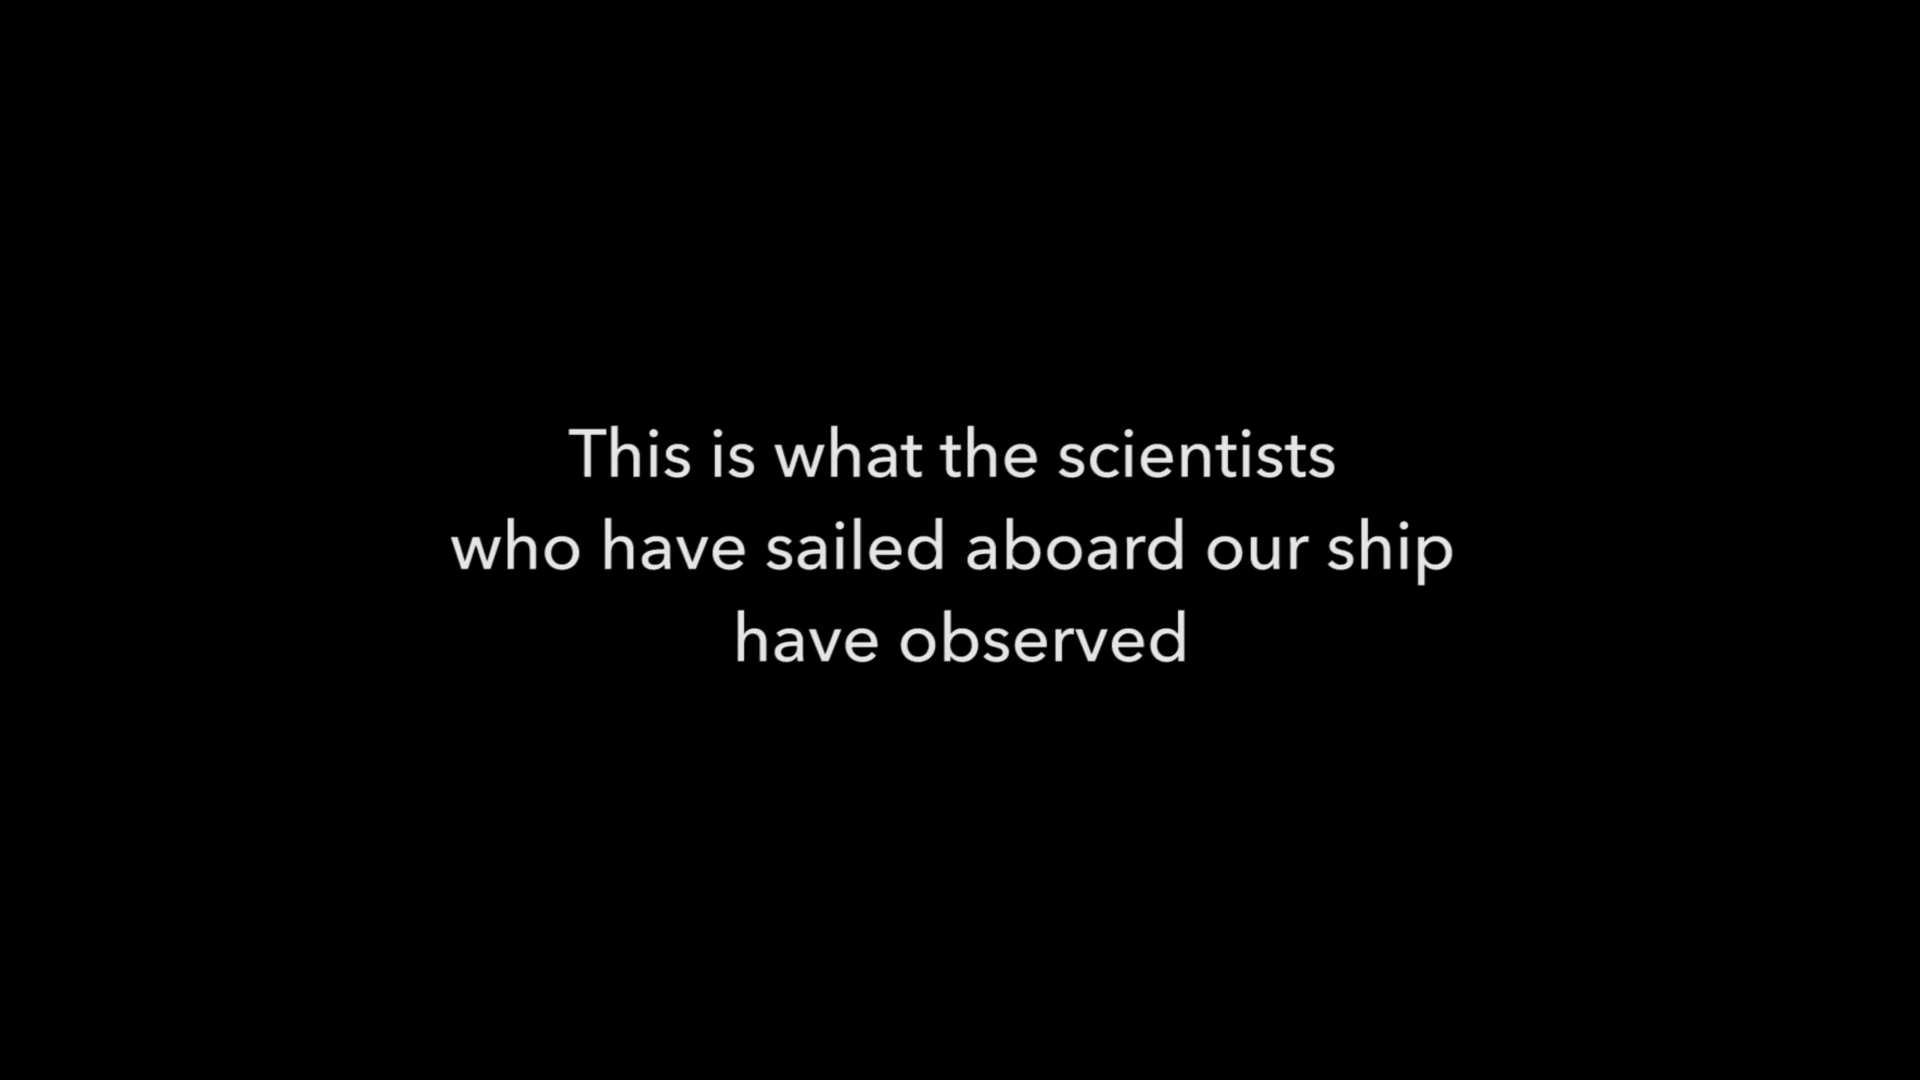 This is what the scientists
who have sailed aboard our ship
have observed